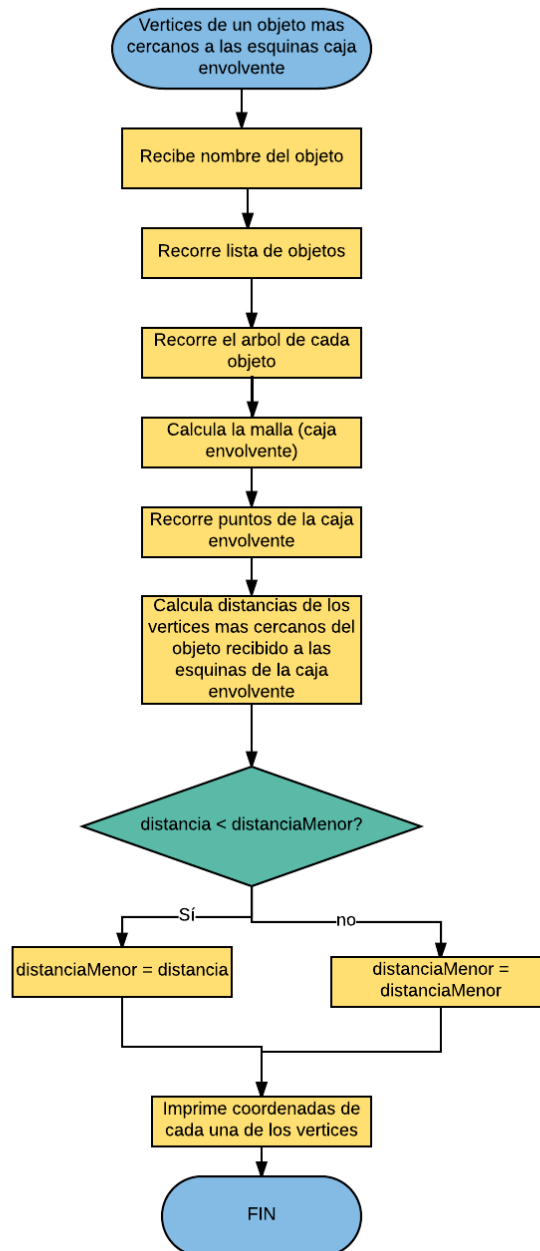 Vertices de un objeto mas
cercanos a las esquinas caja
envolvente
Recibe nombre del objeto
Recorre lista de objetos
Recorre el arbol de cada
objeto
Calcula la malla (caja
envolvente)
Recorre puntos de la caja
envolvente
Calcula distancias de los
vertices mas cercanos del
objeto recibido a las
esquinas de la caja
envolvente
distancia < distanciaMenor?
Sí
no
distanciaMenor = distancia
distanciaMenor =
distanciaMenor
Imprime coordenadas de
cada una de los vertices
FIN